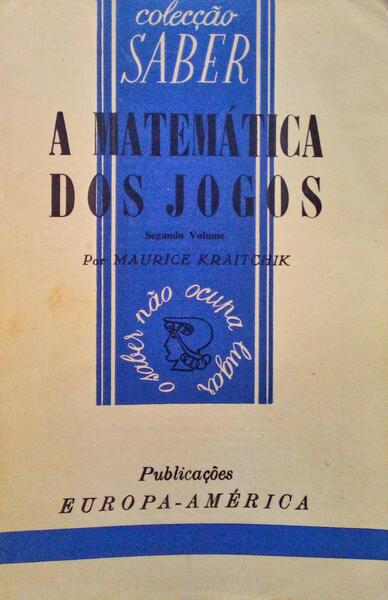 colecção
SABER
A MATEMÁTICA
DOS JOGOS
Segundo Volume
Por MAURICE KRAITCHIK
o saber não ocupa lugar
Publicações
EUROPA-AMÉRICA